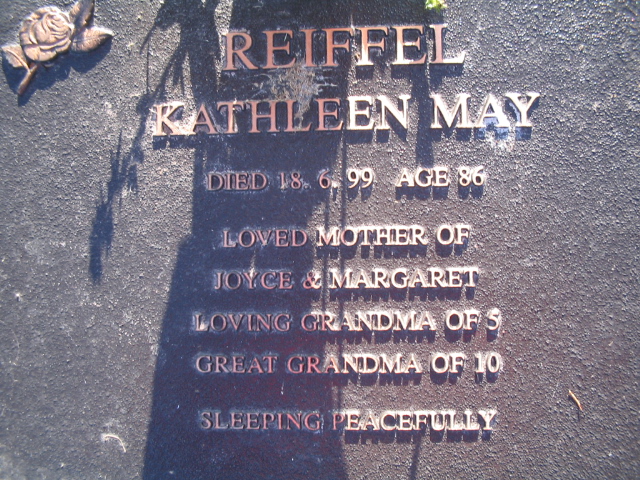 REIFFEL
KATHLEEN MAY
DIED 18. 6. 99 AGE 86
LOVED MOTHER OF
JOYCE & MARGARET
LOVING GRANDMA OF 5
GREAT GRANDMA OF 10
SLEEPING PEACEFULLY